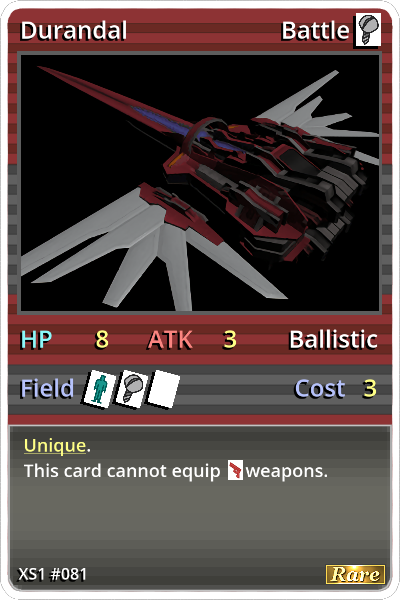 Durandal Battle
HP 8 ATK 3 Ballistic
Field Cost 3
Unique.
This card cannot equip weapons.
XS1 #081 Rare